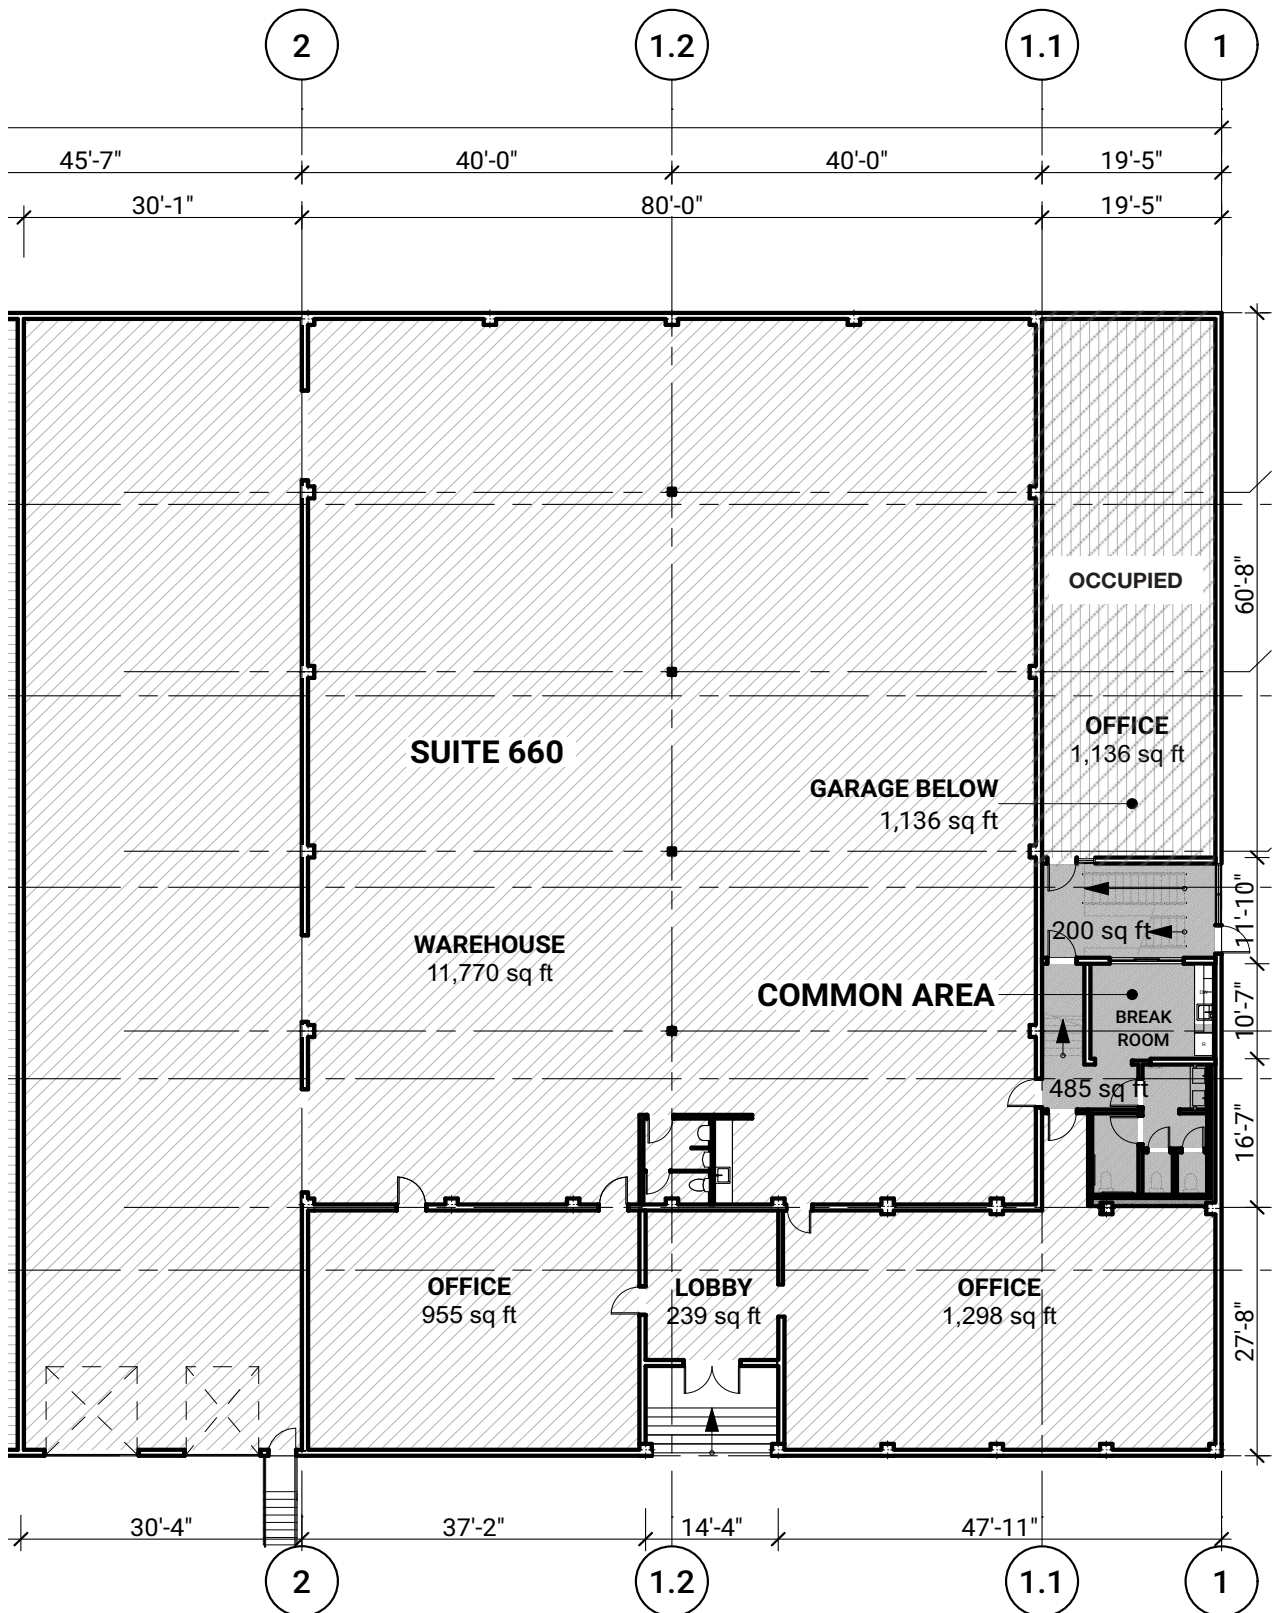 2
1.2
1.1
1
45'-7"
40'-0"
40'-0"
19'-5"
30'-1"
80'-0"
19'-5"
OCCUPIED
60'-8"
OFFICE
1,136 sq ft
SUITE 660
GARAGE BELOW
1,136 sq ft
11'-10"
200 sq ft
WAREHOUSE
11,770 sq ft
COMMON AREA
BREAK
ROOM
R
10'-7"
485 sq ft
16'-7"
OFFICE
955 sq ft
LOBBY
239 sq ft
OFFICE
1,298 sq ft
27'-8"
30'-4"
37'-2"
14'-4"
47'-11"
2
1.2
1.1
1